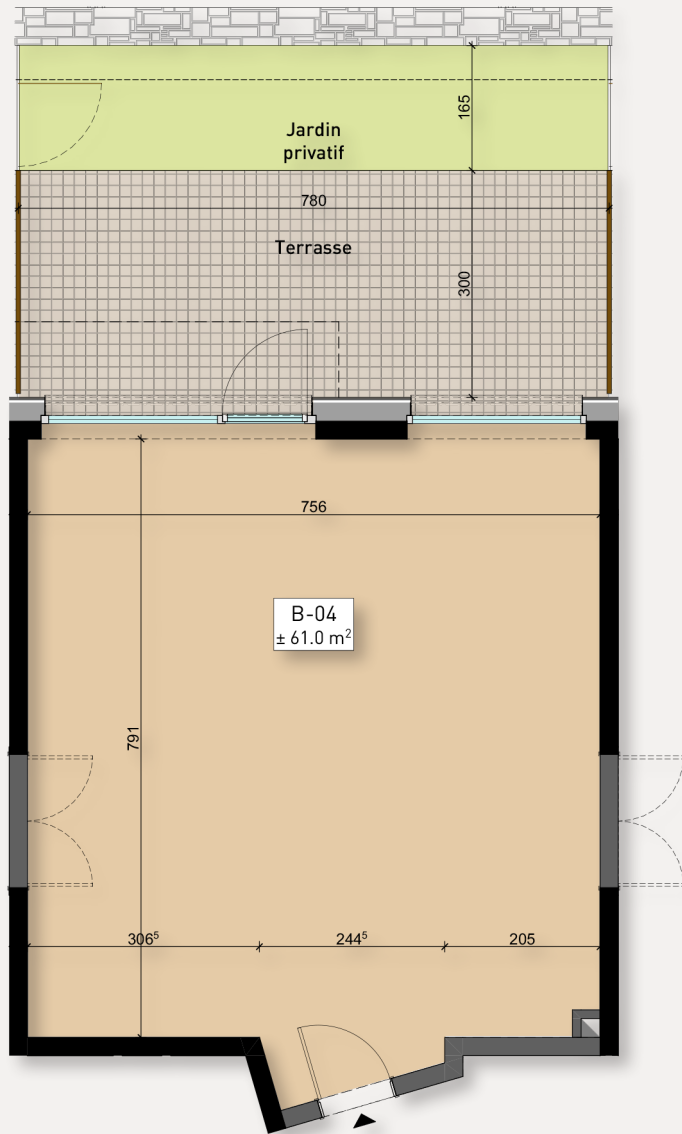 165
Jardin
privatif
780
Terrasse
300
756
B-04
± 61.0 m²
791
306⁵
244⁵
205